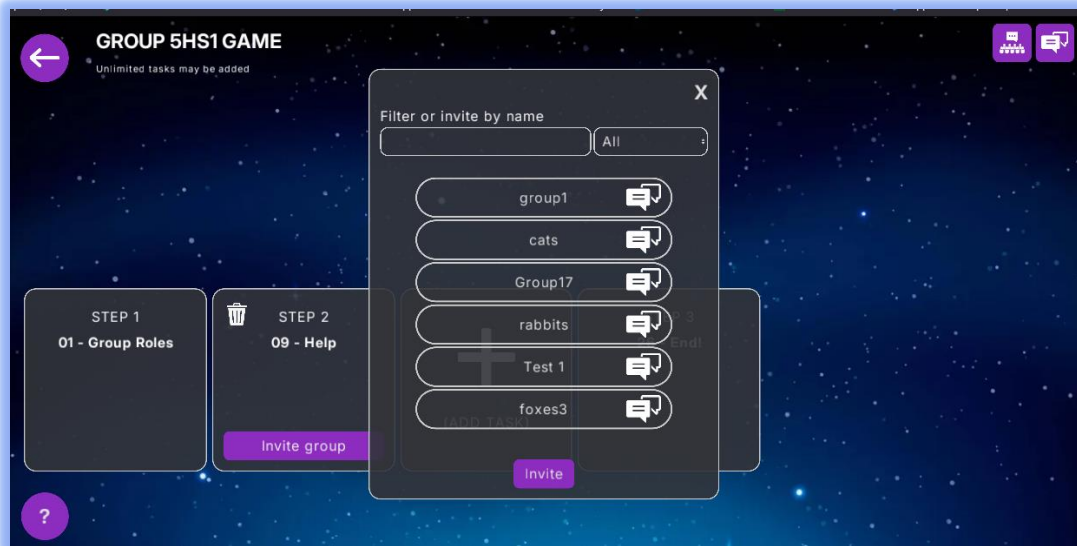 GROUP 5HS1 GAME
Unlimited tasks may be added
X
Filter or invite by name
All
group1
cats
Group17
rabbits
Test 1
foxes3
Invite
STEP 1
01 - Group Roles
STEP 2
09 - Help
Invite group
(ADD TASK)
P 3
End!
?